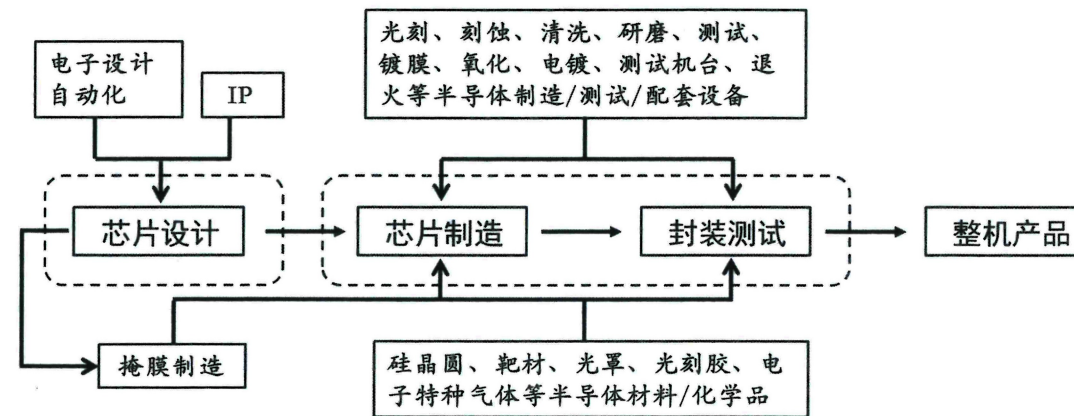 光刻、刻蚀、清洗、研磨、测试、
镀膜、氧化、电镀、测试机台、退
火等半导体制造/测试/配套设备
电子设计
自动化
IP
芯片设计
芯片制造
封装测试
整机产品
掩膜制造
硅晶圆、靶材、光罩、光刻胶、电
子特种气体等半导体材料/化学品